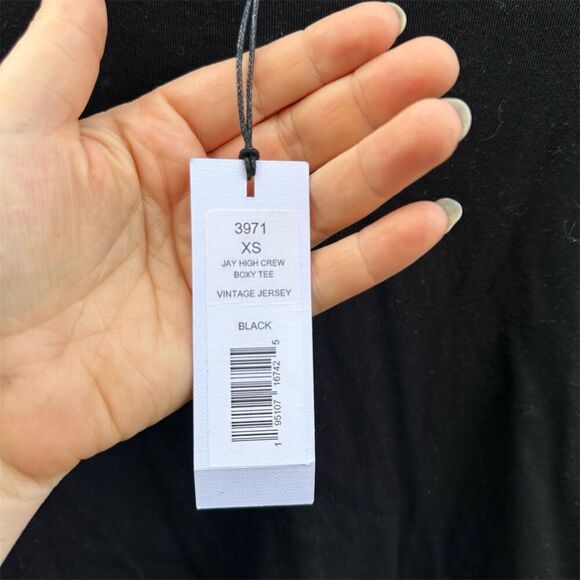 3971
XS
JAY HIGH CREW
BOXY TEE
VINTAGE JERSEY
BLACK
1 95107 16742 5